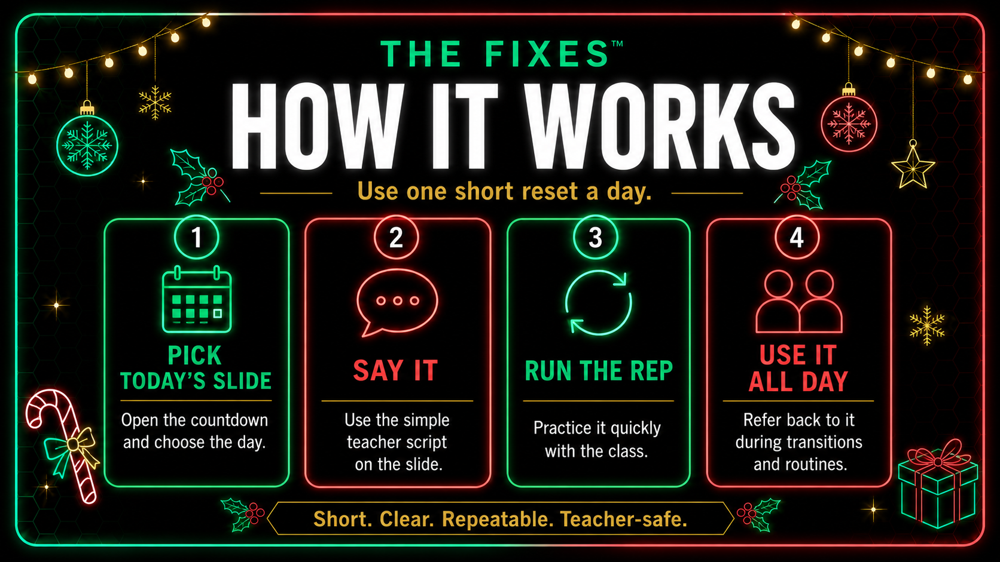 THE FIXES™
HOW IT WORKS
Use one short reset a day.
1
PICK
TODAY'S SLIDE
Open the countdown
and choose the day.
2
SAY IT
Use the simple
teacher script
on the slide.
3
RUN THE REP
Practice it quickly
with the class.
4
USE IT
ALL DAY
Refer back to it
during transitions
and routines.
Short. Clear. Repeatable. Teacher-safe.